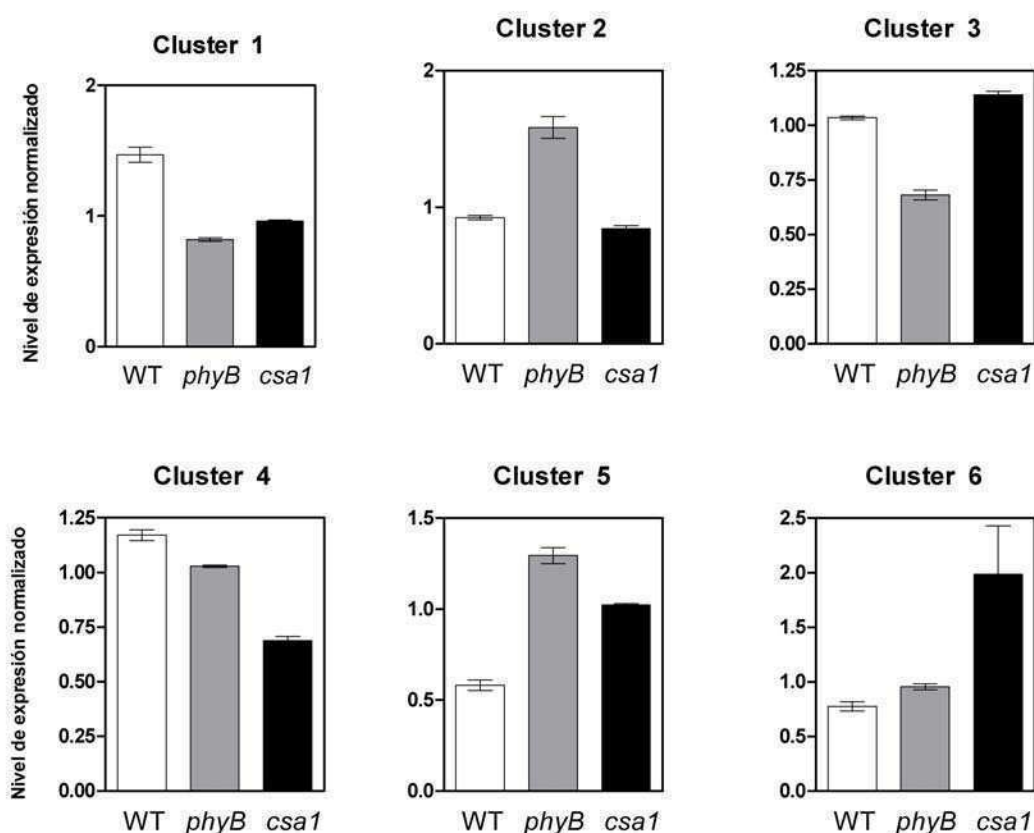 Cluster 1
Nivel de expresión normalizado
2
1
0
WT phyB csa1
Cluster 2
2
1
0
WT phyB csa1
Cluster 3
1.25
1.00
0.75
0.50
0.25
0.00
WT phyB csa1
Cluster 4
Nivel de expresión normalizado
1.25
1.00
0.75
0.50
0.25
0.00
WT phyB csa1
Cluster 5
1.5
1.0
0.5
0.0
WT phyB csa1
Cluster 6
2.5
2.0
1.5
1.0
0.5
0.0
WT phyB csa1